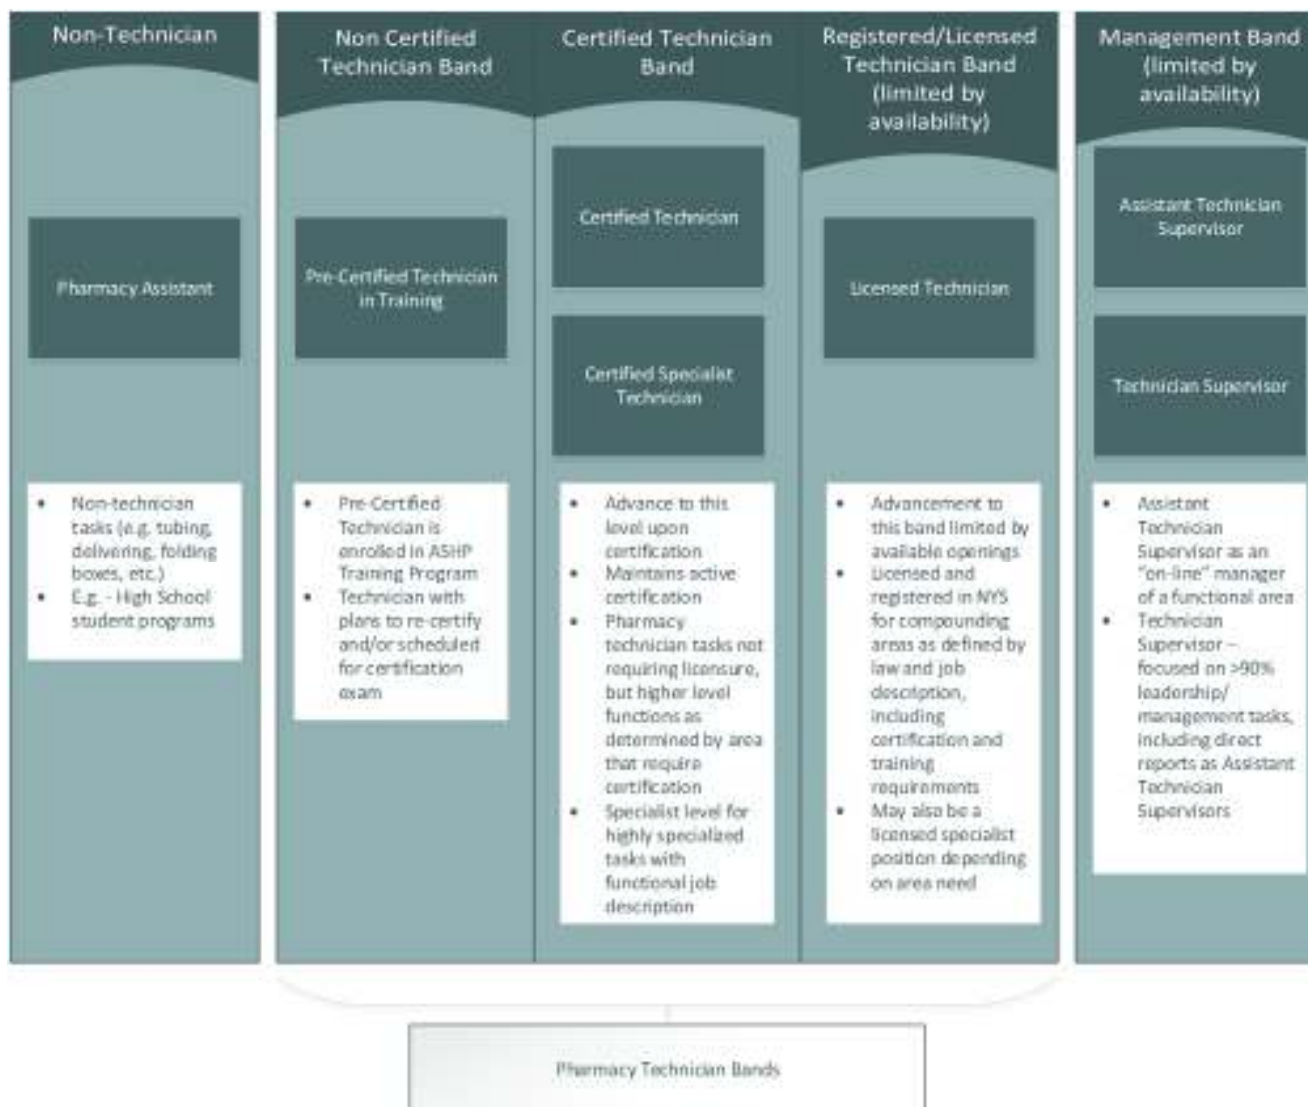 Non-Technician
Pharmacy Assistant
• Non-technician
tasks (e.g. tubing,
delivering, folding
boxes, etc.)
• E.g. - High School
student programs
Non Certified
Technician Band
Pre-Certified Technician
in Training
• Pre-Certified
Technician is
enrolled in ASHP
Training Program
• Technician with
plans to re-certify
and/or scheduled
for certification
exam
Certified Technician
Band
Certified Technician
Certified Specialist
Technician
• Advance to this
level upon
certification
• Maintains active
certification
• Pharmacy
technician tasks not
requiring licensure,
but higher level
functions as
determined by area
that require
certification
• Specialist level for
highly specialized
tasks with
functional job
description
Registered/Licensed
Technician Band
(limited by
availability)
Licensed Technician
• Advancement to
this band limited by
available openings
• Licensed and
registered in NYS
for compounding
areas as defined by
law and job
description,
including
certification and
training
requirements
• May also be a
licensed specialist
position depending
on area need
Management Band
(limited by
availability)
Assistant Technician
Supervisor
Technician Supervisor
• Assistant
Technician
Supervisor as an
"on-line" manager
of a functional area
• Technician
Supervisor –
focused on >90%
leadership/
management tasks,
including direct
reports as Assistant
Technician
Supervisors
Pharmacy Technician Bands